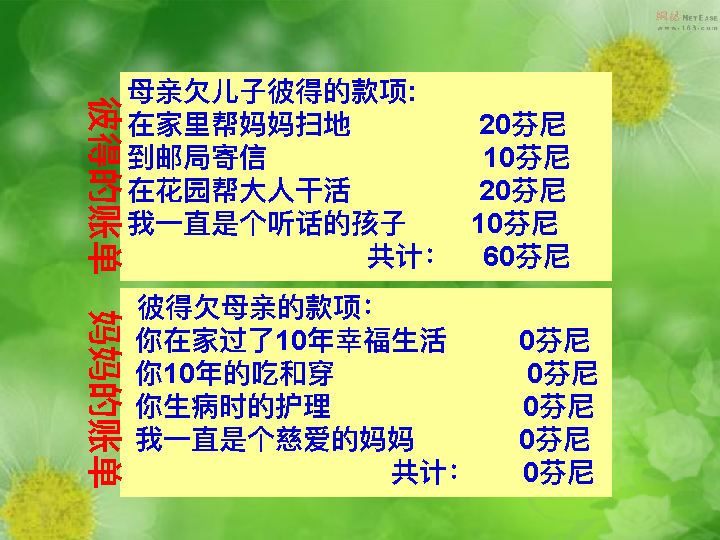 网易 NETEASE
www.163.com
彼得的账单
母亲欠儿子彼得的款项:
在家里帮妈妈扫地 20芬尼
到邮局寄信 10芬尼
在花园帮大人干活 20芬尼
我一直是个听话的孩子 10芬尼
共计： 60芬尼
妈妈的账单
彼得欠母亲的款项：
你在家过了10年幸福生活 0芬尼
你10年的吃和穿 0芬尼
你生病时的护理 0芬尼
我一直是个慈爱的妈妈 0芬尼
共计： 0芬尼